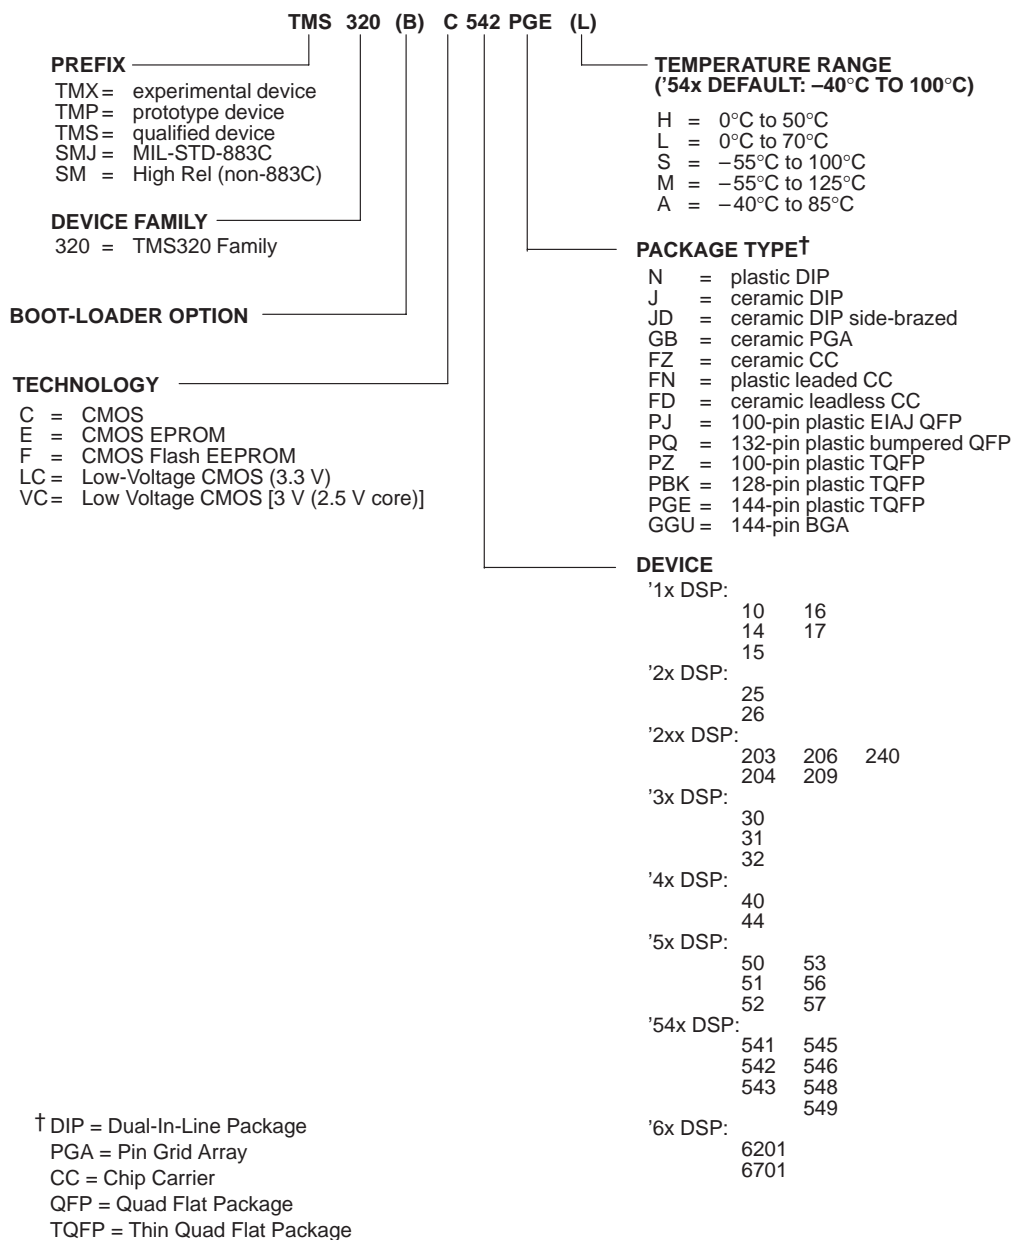 TMS 320 (B) C 542 PGE (L)
PREFIX
TMX = experimental device
TMP = prototype device
TMS = qualified device
SMJ = MIL-STD-883C
SM = High Rel (non-883C)
DEVICE FAMILY
320 = TMS320 Family
BOOT-LOADER OPTION
TECHNOLOGY
C = CMOS
E = CMOS EPROM
F = CMOS Flash EEPROM
LC = Low-Voltage CMOS (3.3 V)
VC = Low Voltage CMOS [3 V (2.5 V core)]
TEMPERATURE RANGE
('54x DEFAULT: –40°C TO 100°C)
H = 0°C to 50°C
L = 0°C to 70°C
S = –55°C to 100°C
M = –55°C to 125°C
A = –40°C to 85°C
PACKAGE TYPE†
N = plastic DIP
J = ceramic DIP
JD = ceramic DIP side-brazed
GB = ceramic PGA
FZ = ceramic CC
FN = plastic leaded CC
FD = ceramic leadless CC
PJ = 100-pin plastic EIAJ QFP
PQ = 132-pin plastic bumpered QFP
PZ = 100-pin plastic TQFP
PBK = 128-pin plastic TQFP
PGE = 144-pin plastic TQFP
GGU = 144-pin BGA
DEVICE
'1x DSP:
10 16
14 17
15
'2x DSP:
25
26
'2xx DSP:
203 206 240
204 209
'3x DSP:
30
31
32
'4x DSP:
40
44
'5x DSP:
50 53
51 56
52 57
'54x DSP:
541 545
542 546
543 548
549
'6x DSP:
6201
6701
† DIP = Dual-In-Line Package
PGA = Pin Grid Array
CC = Chip Carrier
QFP = Quad Flat Package
TQFP = Thin Quad Flat Package